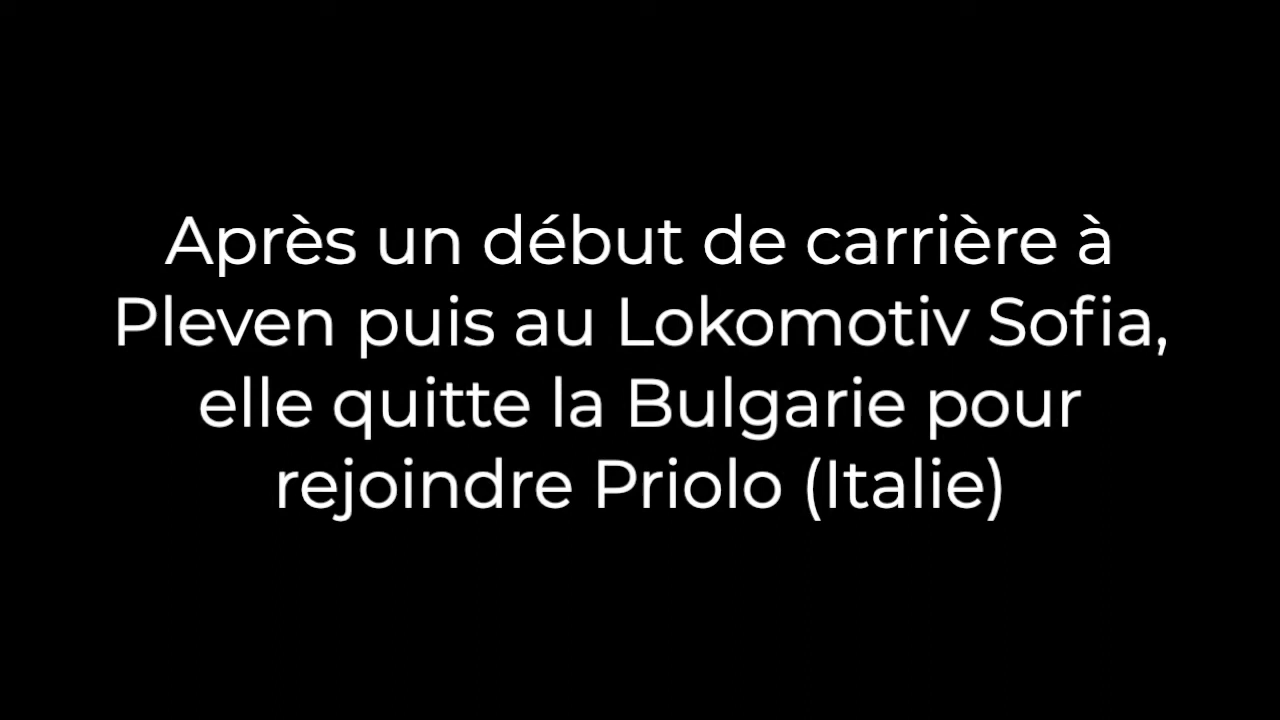 Après un début de carrière à
Pleven puis au Lokomotiv Sofia,
elle quitte la Bulgarie pour
rejoindre Priolo (Italie)